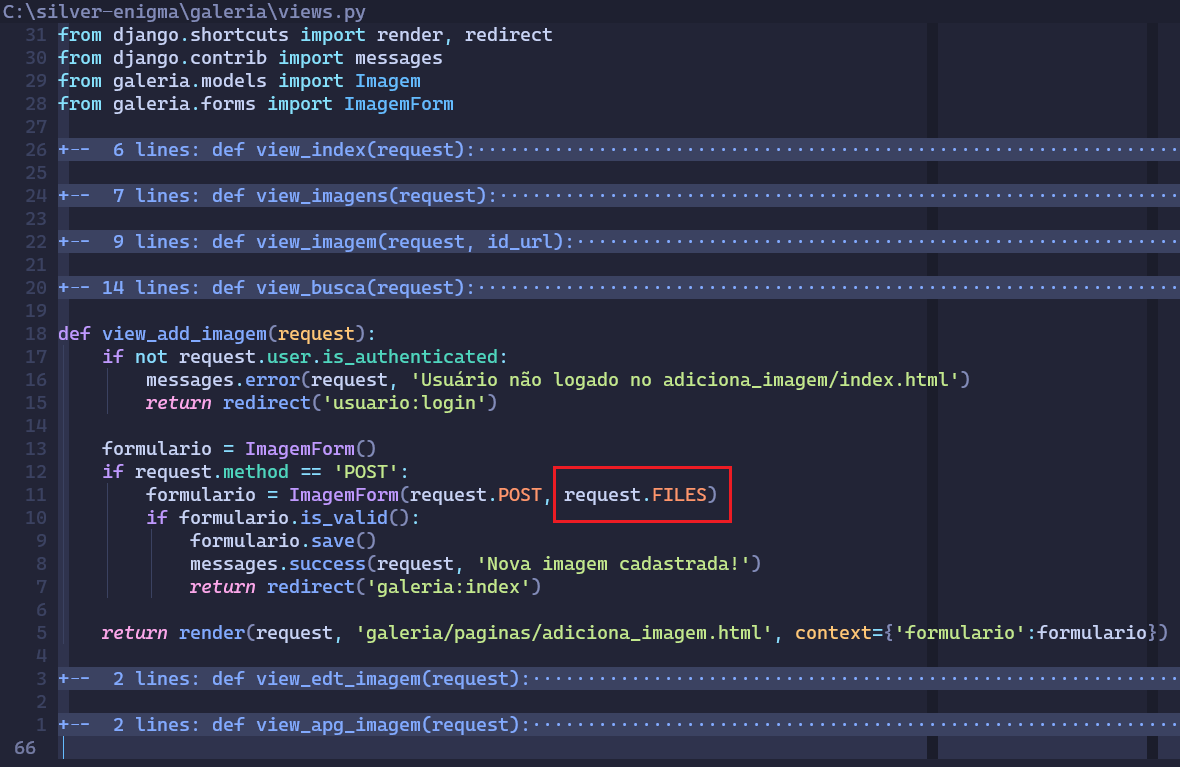 C:\silver-enigma\galeria\views.py
31 from django.shortcuts import render, redirect
30 from django.contrib import messages
29 from galeria.models import Imagem
28 from galeria.forms import ImagemForm
27
26 +--  6 lines: def view_index(request):·······························································
25
24 +--  7 lines: def view_imagens(request):·····························································
23
22 +--  9 lines: def view_imagem(request, id_url):······················································
21
20 +-- 14 lines: def view_busca(request):·······························································
19
18 def view_add_imagem(request):
17     if not request.user.is_authenticated:
16         messages.error(request, 'Usuário não logado no adiciona_imagem/index.html')
15         return redirect('usuario:login')
14
13     formulario = ImagemForm()
12     if request.method == 'POST':
11         formulario = ImagemForm(request.POST, request.FILES)
10         if formulario.is_valid():
9             formulario.save()
8             messages.success(request, 'Nova imagem cadastrada!')
7             return redirect('galeria:index')
6
5     return render(request, 'galeria/paginas/adiciona_imagem.html', context={'formulario':formulario})
4
3 +--  2 lines: def view_edt_imagem(request):··························································
2
1 +--  2 lines: def view_apg_imagem(request):··························································
66